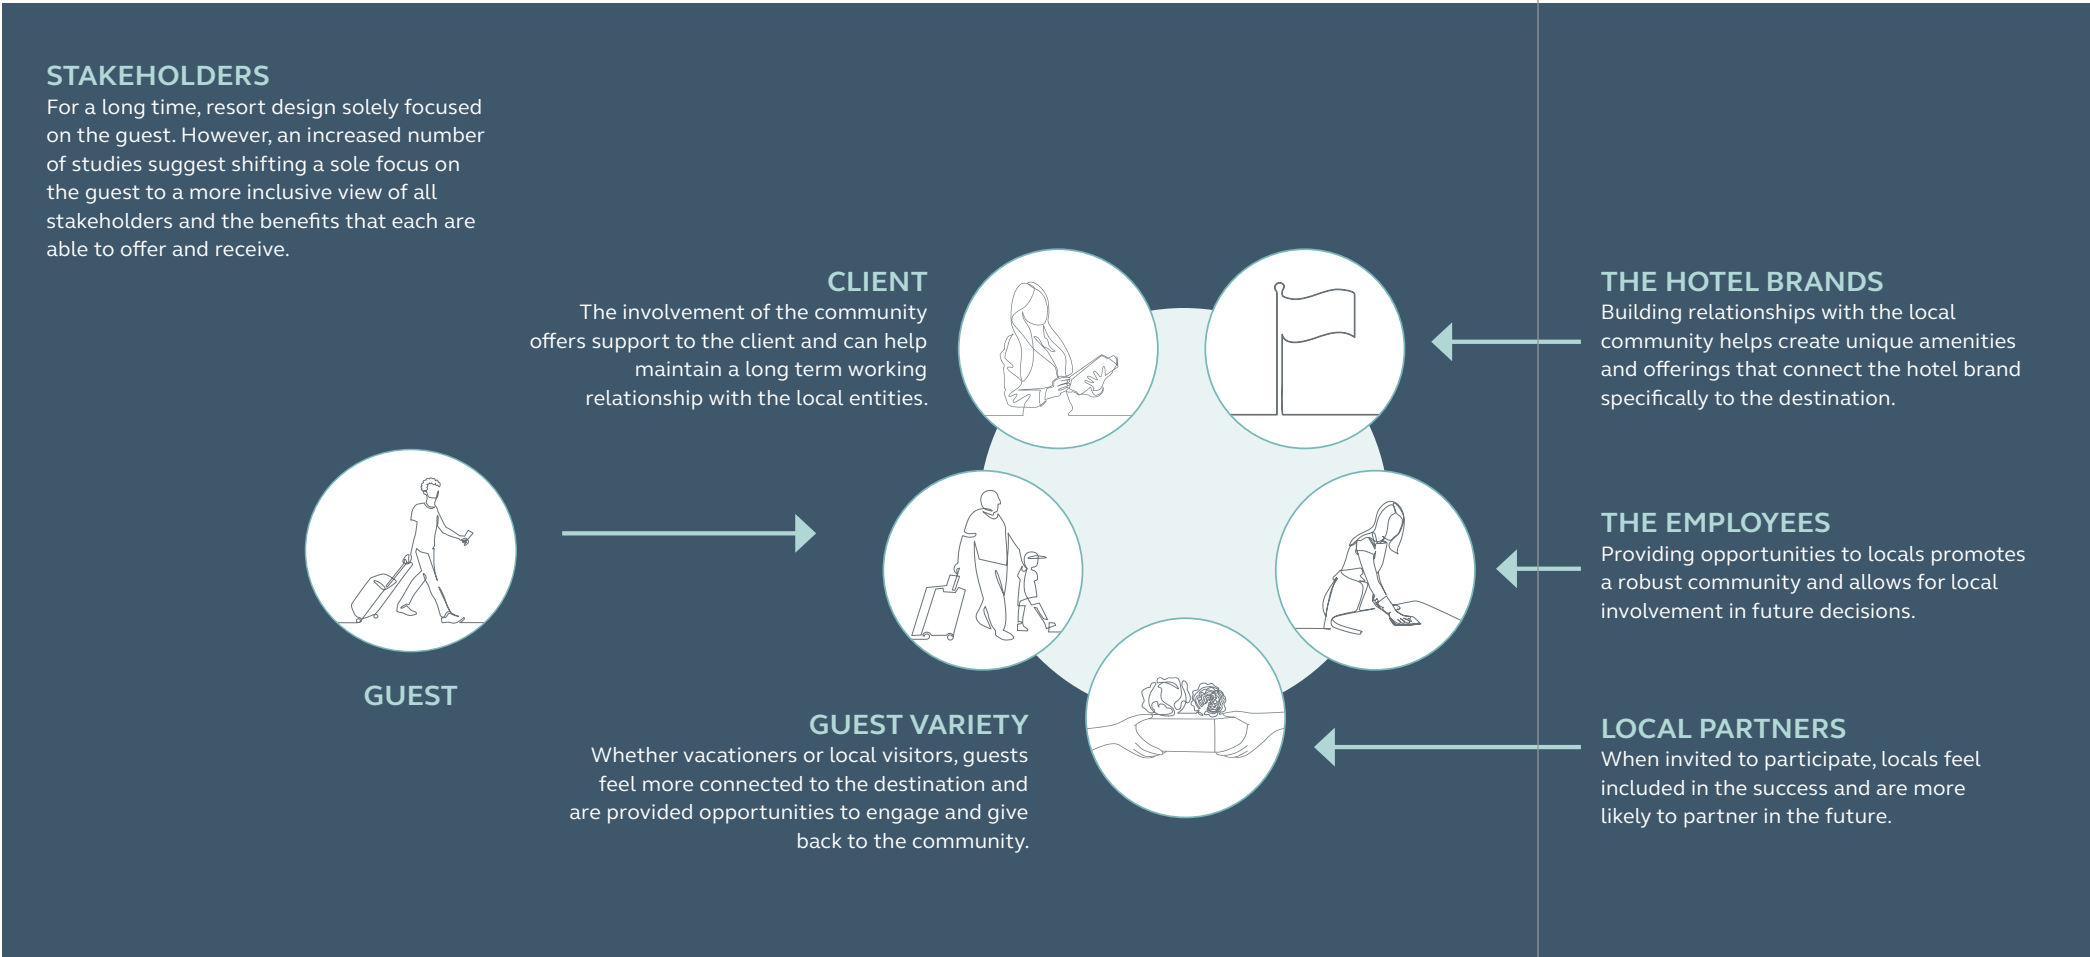 STAKEHOLDERS
For a long time, resort design solely focused
on the guest. However, an increased number
of studies suggest shifting a sole focus on
the guest to a more inclusive view of all
stakeholders and the benefits that each are
able to offer and receive.
CLIENT
The involvement of the community
offers support to the client and can help
maintain a long term working
relationship with the local entities.
THE HOTEL BRANDS
Building relationships with the local
community helps create unique amenities
and offerings that connect the hotel brand
specifically to the destination.
GUEST
THE EMPLOYEES
Providing opportunities to locals promotes
a robust community and allows for local
involvement in future decisions.
GUEST VARIETY
Whether vacationers or local visitors, guests
feel more connected to the destination and
are provided opportunities to engage and give
back to the community.
LOCAL PARTNERS
When invited to participate, locals feel
included in the success and are more
likely to partner in the future.